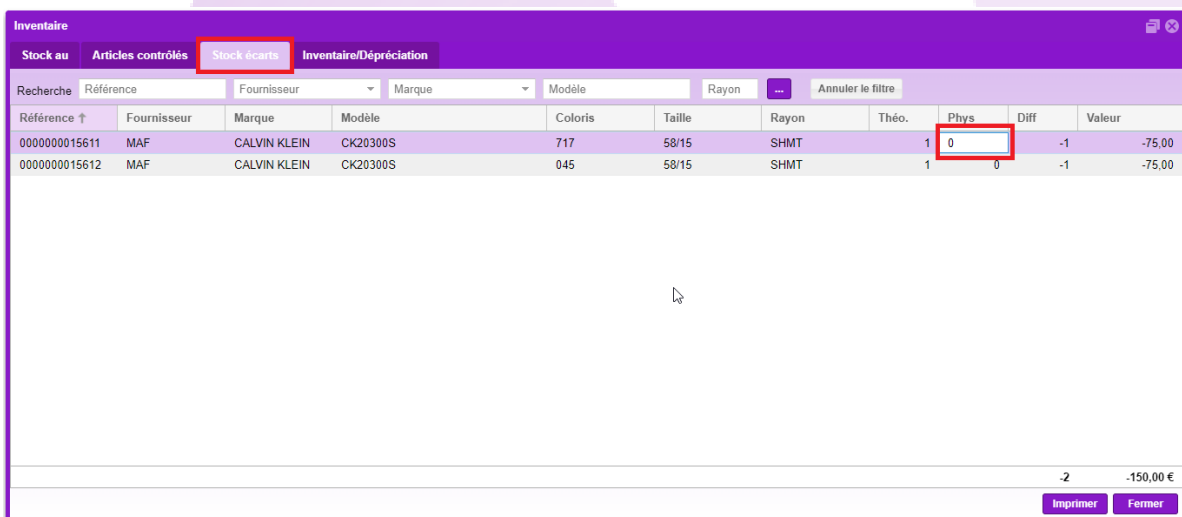 Inventaire
Stock au Articles contrôlés Stock écarts Inventaire/Dépréciation
Recherche Référence Fournisseur Marque Modèle Rayon ... Annuler le filtre
Référence Fournisseur Marque Modèle Coloris Taille Rayon Théo. Phys Diff Valeur
0000000015611 MAF CALVIN KLEIN CK20300S 717 58/15 SHMT 1 0 -1 -75,00
0000000015612 MAF CALVIN KLEIN CK20300S 045 58/15 SHMT 1 0 -1 -75,00
-2 -150,00 €
Imprimer Fermer